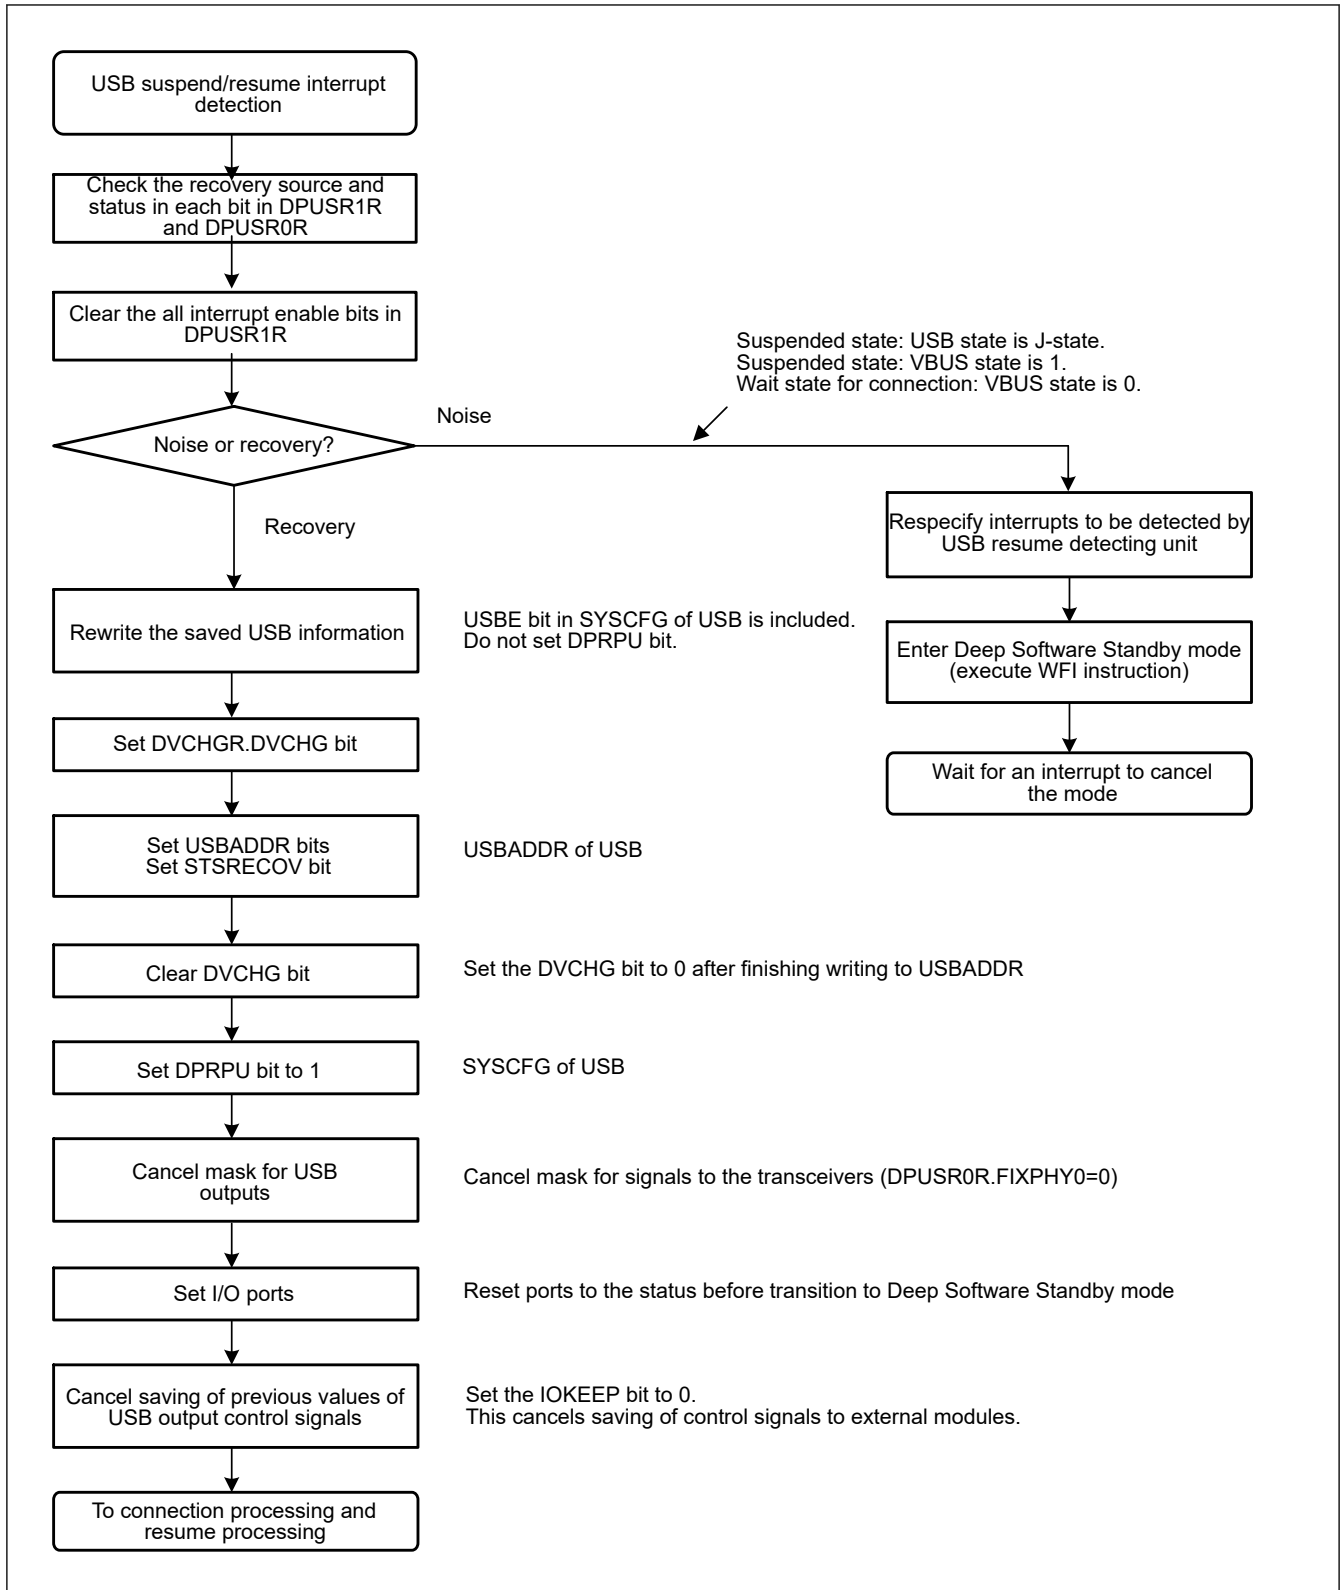 USB suspend/resume interrupt
detection
Check the recovery source and
status in each bit in DPUSR1R
and DPUSR0R
Clear the all interrupt enable bits in
DPUSR1R
Suspended state: USB state is J-state.
Suspended state: VBUS state is 1.
Wait state for connection: VBUS state is 0.
Noise
Noise or recovery?
Recovery
Respecify interrupts to be detected by
USB resume detecting unit
Enter Deep Software Standby mode
(execute WFI instruction)
Wait for an interrupt to cancel
the mode
Rewrite the saved USB information
USBE bit in SYSCFG of USB is included.
Do not set DPRPU bit.
Set DVCHGR.DVCHG bit
Set USBADDR bits
Set STSRECOV bit
USBADDR of USB
Clear DVCHG bit
Set the DVCHG bit to 0 after finishing writing to USBADDR
Set DPRPU bit to 1
SYSCFG of USB
Cancel mask for USB
outputs
Cancel mask for signals to the transceivers (DPUSR0R.FIXPHY0=0)
Set I/O ports
Reset ports to the status before transition to Deep Software Standby mode
Cancel saving of previous values of
USB output control signals
Set the IOKEEP bit to 0.
This cancels saving of control signals to external modules.
To connection processing and
resume processing